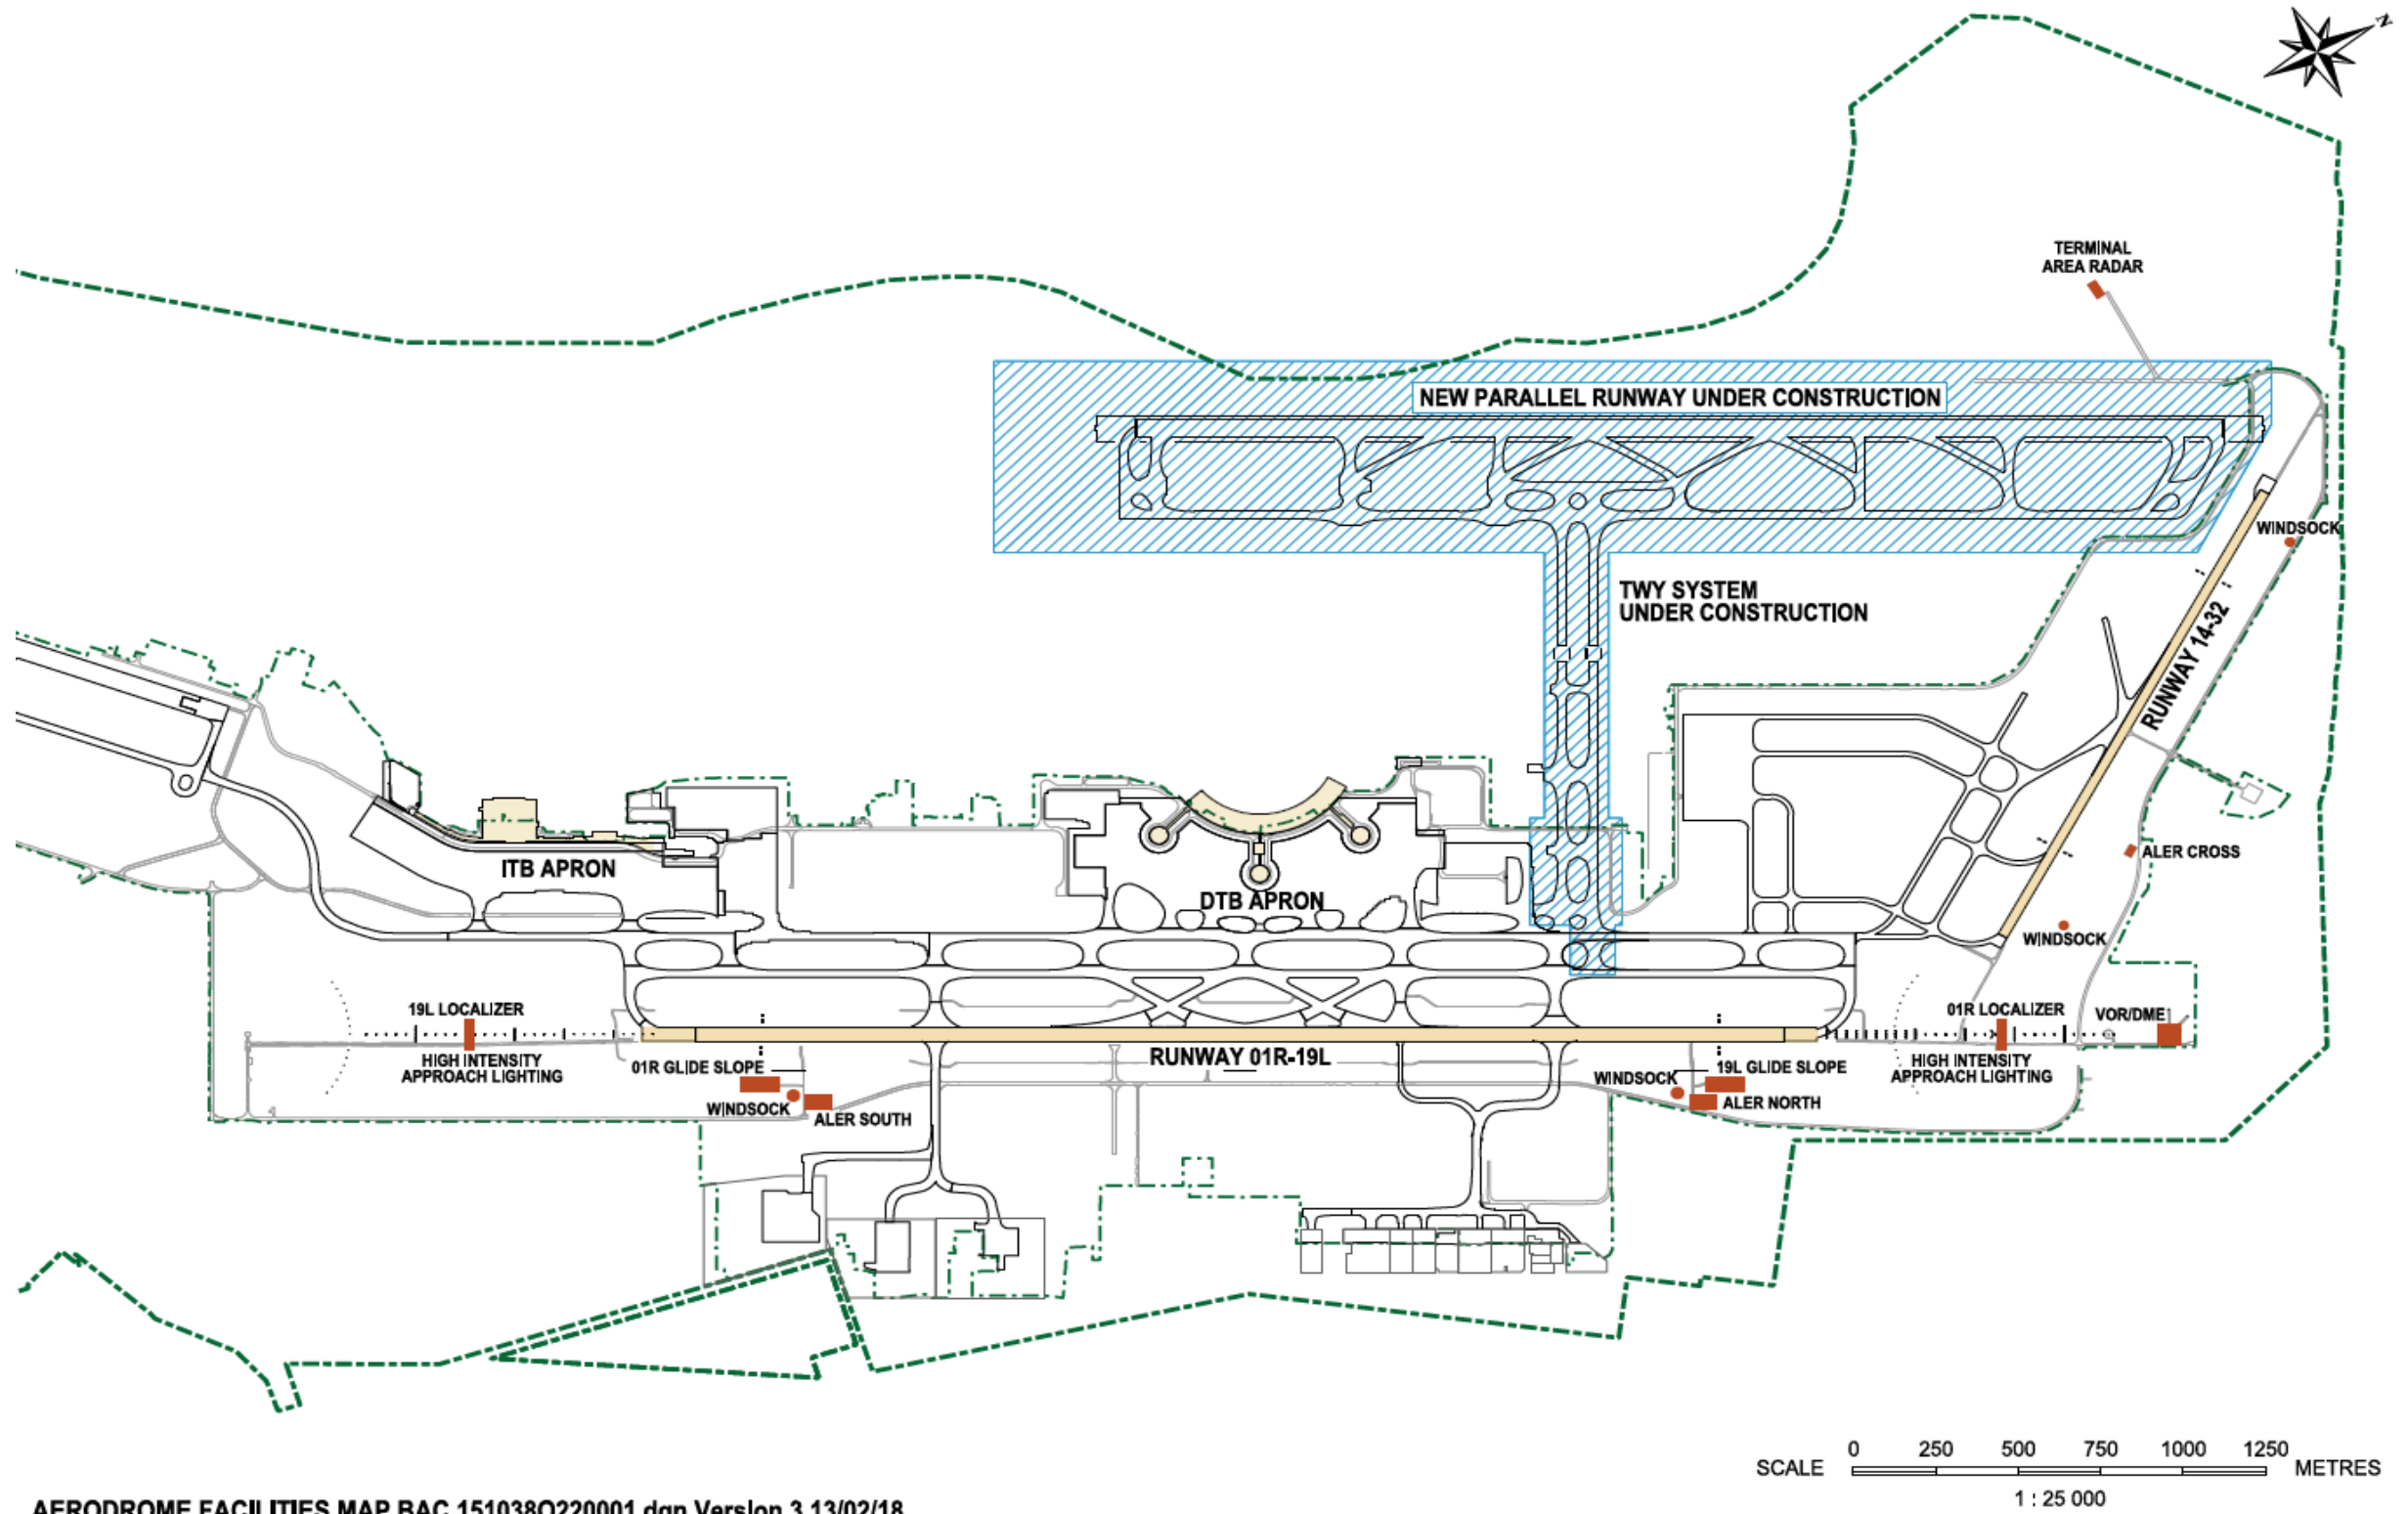 N
TERMINAL
AREA RADAR
NEW PARALLEL RUNWAY UNDER CONSTRUCTION
WINDSOCK
TWY SYSTEM
UNDER CONSTRUCTION
RUNWAY 14-32
ITB APRON
DTB APRON
ALER CROSS
WINDSOCK
19L LOCALIZER
01R LOCALIZER
VOR/DME
HIGH INTENSITY
APPROACH LIGHTING
01R GLIDE SLOPE
RUNWAY 01R-19L
19L GLIDE SLOPE
HIGH INTENSITY
APPROACH LIGHTING
WINDSOCK
WINDSOCK
ALER SOUTH
ALER NORTH
SCALE
0 250 500 750 1000 1250
METRES
1 : 25 000
AERODROME FACILITIES MAP BAC 151038O220001.dgn Version 3 13/02/18